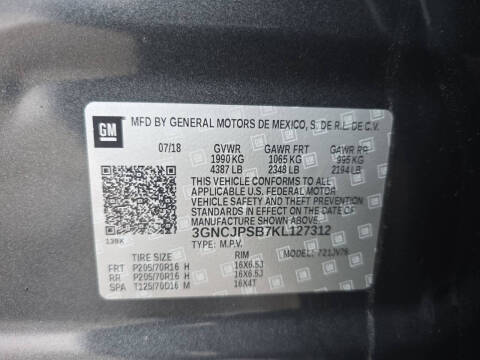 GM MFD BY GENERAL MOTORS DE MEXICO, S. DE R.L. DE C.V.
07/18 GVWR GAWR FRT GAWR RR
1990 KG 1065 KG 995 KG
4387 LB 2348 LB 2194 LB
THIS VEHICLE CONFORMS TO ALL
APPLICABLE U.S. FEDERAL MOTOR
VEHICLE SAFETY AND THEFT
PREVENTION STANDARDS IN
EFFECT ON THE DATE OF
MANUFACTURE SHOWN ABOVE.
3GNCJPSB7KL127312
139K TYPE: M.P.V. MODEL: 721JV76
TIRE SIZE RIM
FRT P205/70R16 H 16X6.5J
RR P205/70R16 H 16X6.5J
SPA T125/70D16 M 16X4T